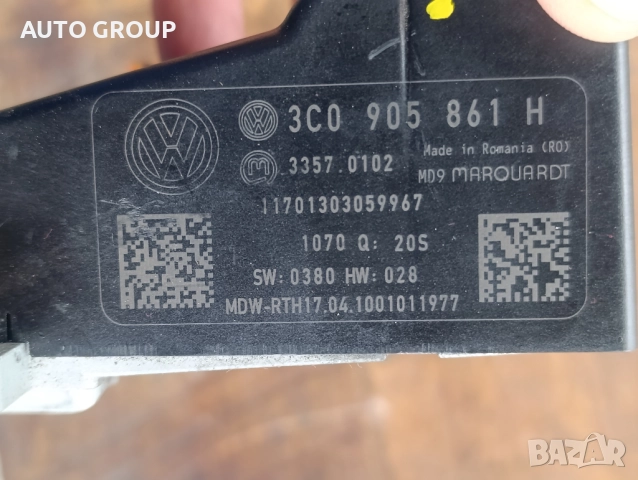 AUTO GROUP
3C0 905 861 H
3357.0102
Made in Romania (RO)
MD9 MARQUARDT
11701303059967
1070 Q: 20S
SW: 0380 HW: 028
MDW-RTH17.04.1001011977
BAZAR
bg